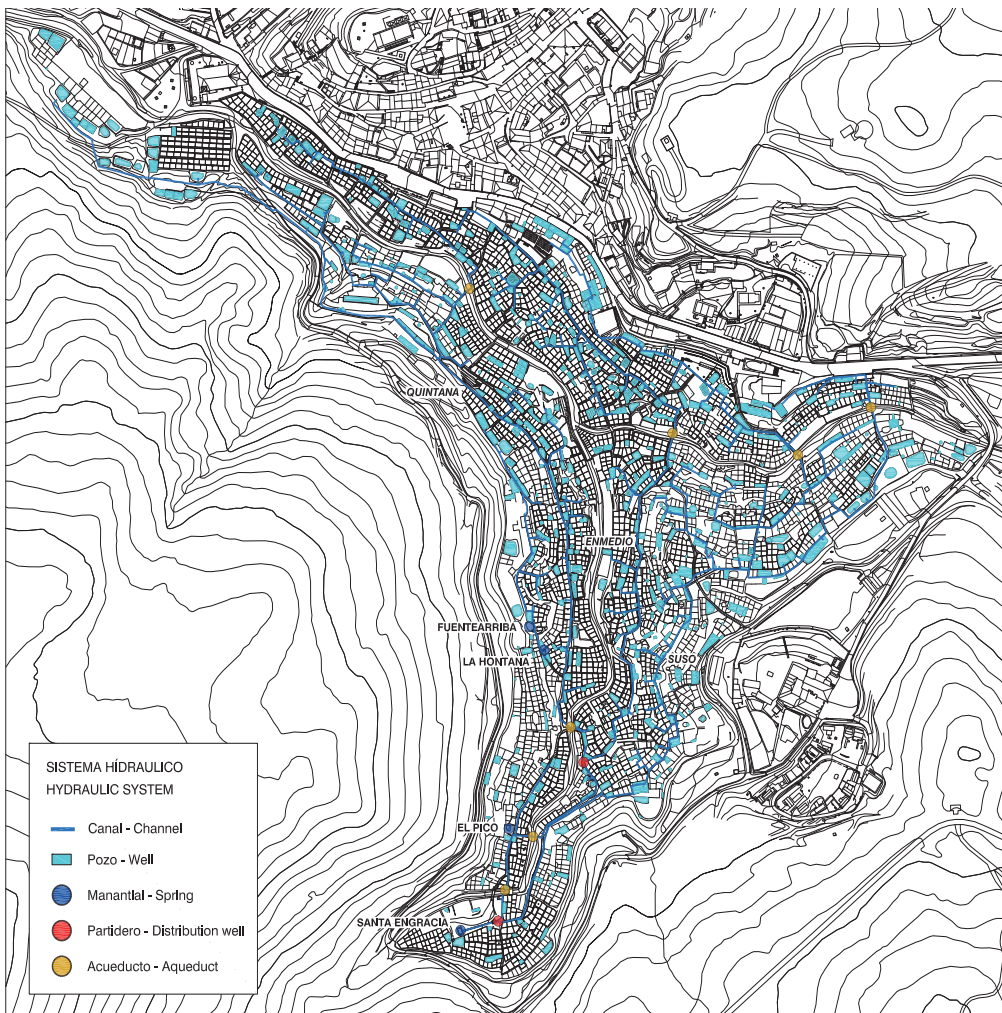 QUINTANA
ENMEDIO
FUENTEARRIBA
LA HONTANA
SUSO
EL PICO
SANTA ENGRACIA
SISTEMA HÍDRAULICO
HYDRAULIC SYSTEM
Canal - Channel
Pozo - Well
Manantial - Spring
Partidero - Distribution well
Acueducto - Aqueduct